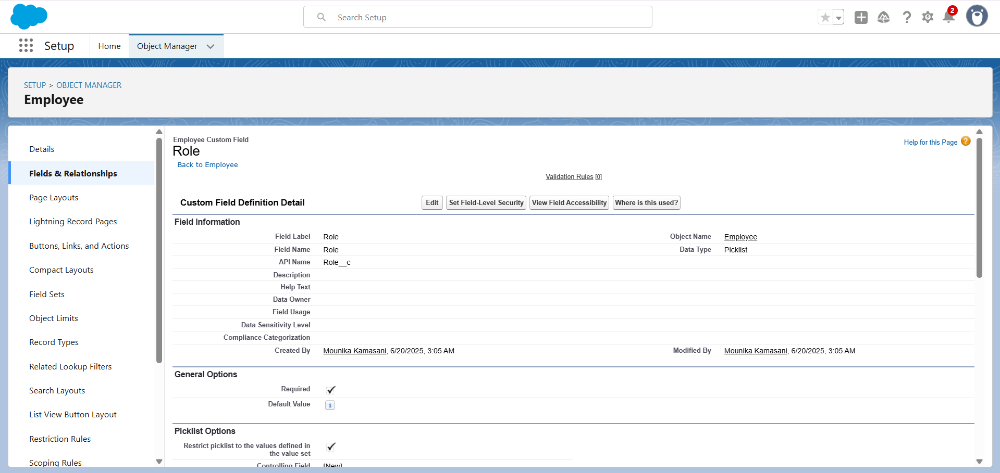 Search Setup
2
Setup
Home
Object Manager
SETUP > OBJECT MANAGER
Employee
Details
Fields & Relationships
Page Layouts
Lightning Record Pages
Buttons, Links, and Actions
Compact Layouts
Field Sets
Object Limits
Record Types
Related Lookup Filters
Search Layouts
List View Button Layout
Restriction Rules
Scoping Rules
Employee Custom Field
Role
Help for this Page ?
Back to Employee
Validation Rules [0]
Custom Field Definition Detail Edit Set Field-Level Security View Field Accessibility Where is this used?
Field Information
Field Label Role Object Name Employee
Field Name Role Data Type Picklist
API Name Role__c
Description
Help Text
Data Owner
Field Usage
Data Sensitivity Level
Compliance Categorization
Created By Mounika Kamasani, 6/20/2025, 3:05 AM Modified By Mounika Kamasani, 6/20/2025, 3:05 AM
General Options
Required ✓
Default Value i
Picklist Options
Restrict picklist to the values defined in ✓
the value set
Controlling Field [New]